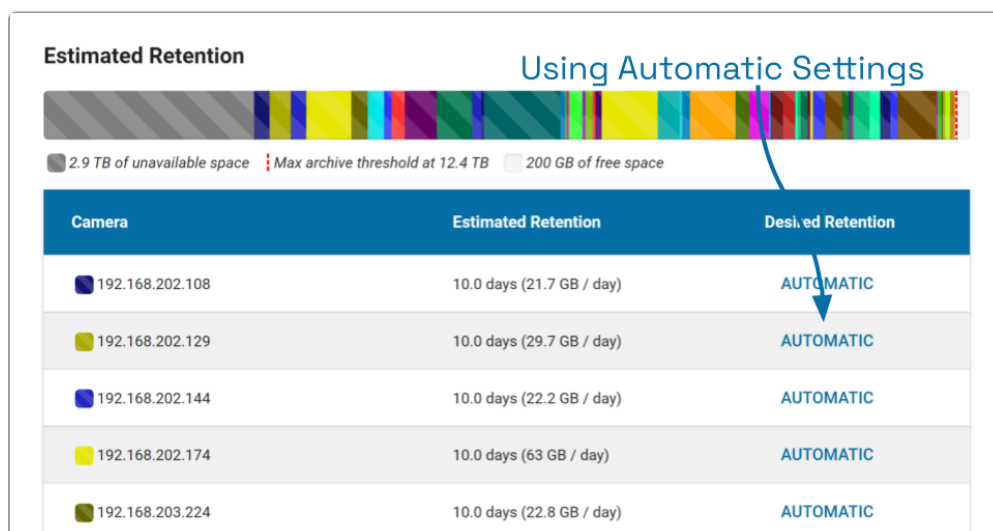 Estimated Retention
Using Automatic Settings
2.9 TB of unavailable space Max archive threshold at 12.4 TB 200 GB of free space
Camera Estimated Retention Desired Retention
192.168.202.108 10.0 days (21.7 GB / day) AUTOMATIC
192.168.202.129 10.0 days (29.7 GB / day) AUTOMATIC
192.168.202.144 10.0 days (22.2 GB / day) AUTOMATIC
192.168.202.174 10.0 days (63 GB / day) AUTOMATIC
192.168.203.224 10.0 days (22.8 GB / day) AUTOMATIC